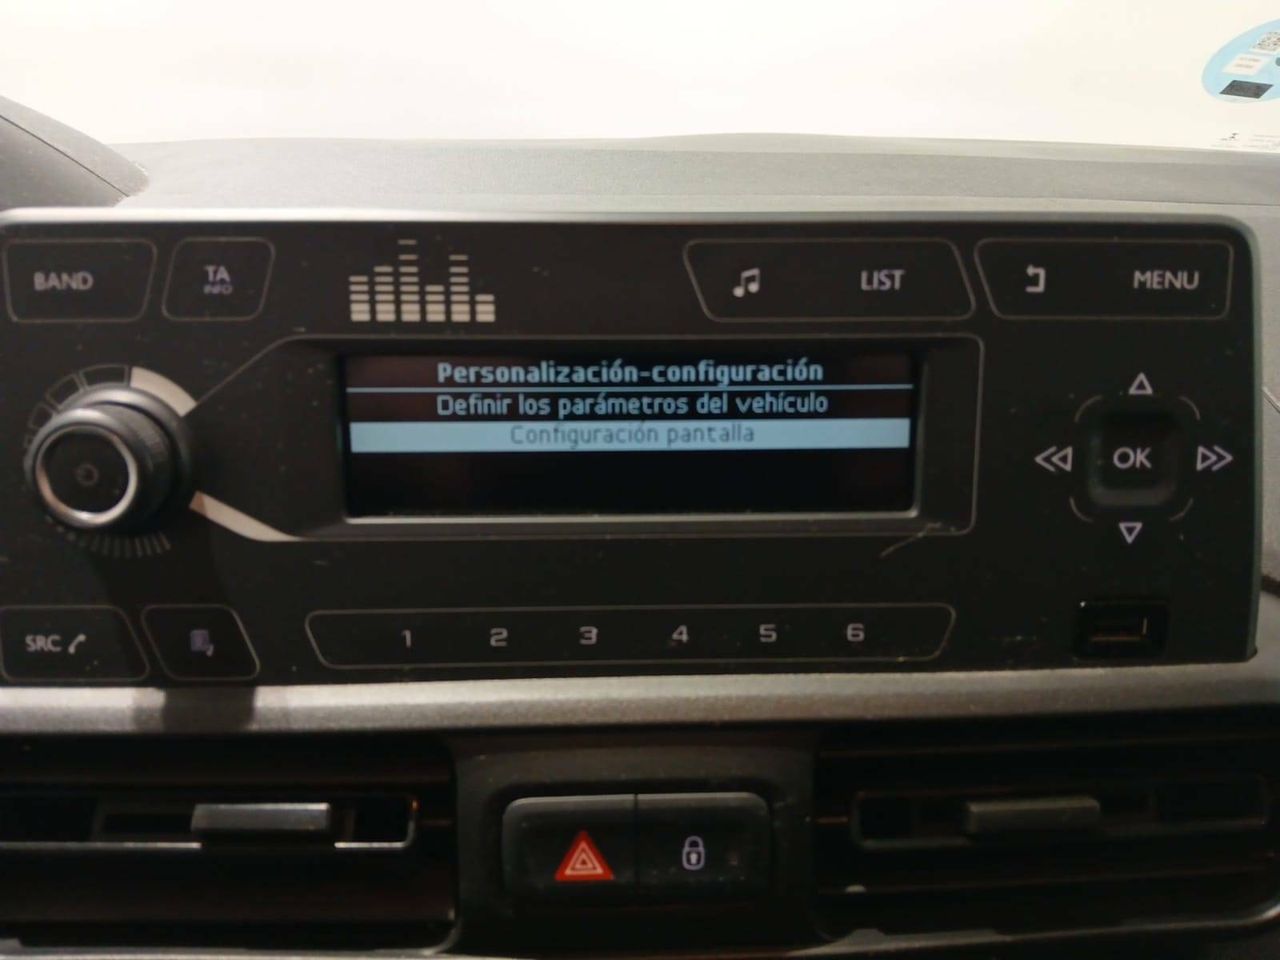 BAND
TA
INFO
LIST
MENU
Personalización-configuración
Definir los parámetros del vehículo
Configuración pantalla
OK
SRC
1 2 3 4 5 6